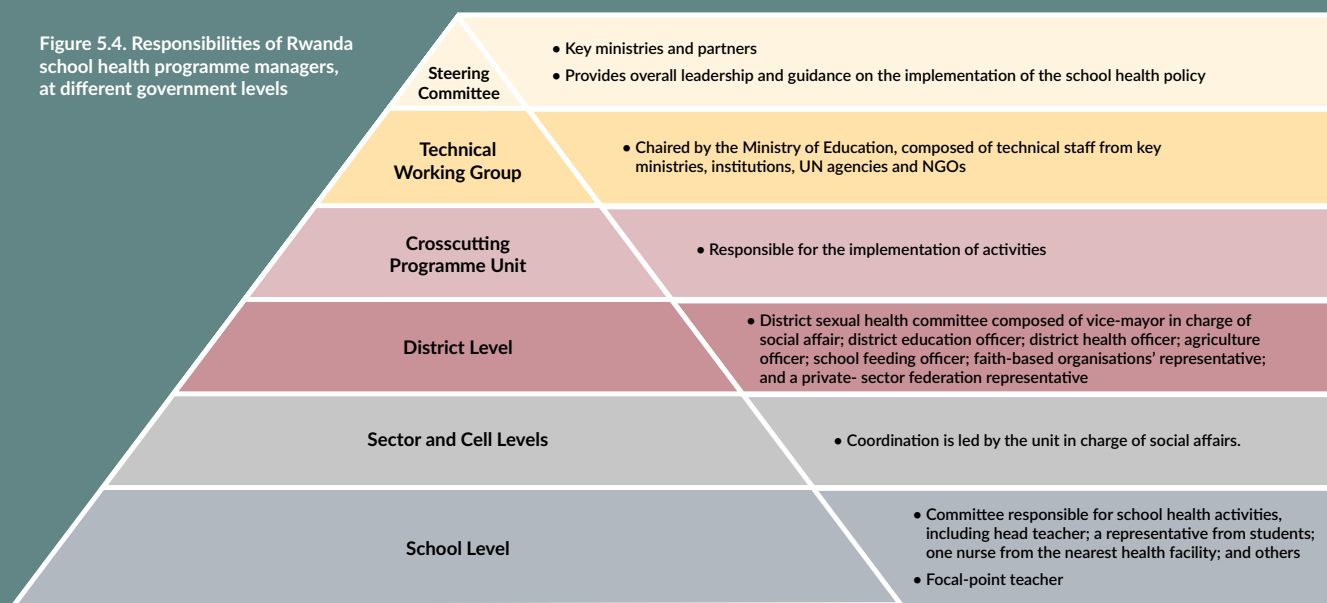 Figure 5.4. Responsibilities of Rwanda
school health programme managers,
at different government levels
Steering
Committee
• Key ministries and partners
• Provides overall leadership and guidance on the implementation of the school health policy
Technical
Working Group
• Chaired by the Ministry of Education, composed of technical staff from key
ministries, institutions, UN agencies and NGOs
Crosscutting
Programme Unit
• Responsible for the implementation of activities
District Level
• District sexual health committee composed of vice-mayor in charge of
social affair; district education officer; district health officer; agriculture
officer; school feeding officer; faith-based organisations’ representative;
and a private- sector federation representative
Sector and Cell Levels
• Coordination is led by the unit in charge of social affairs.
School Level
• Committee responsible for school health activities,
including head teacher; a representative from students;
one nurse from the nearest health facility; and others
• Focal-point teacher